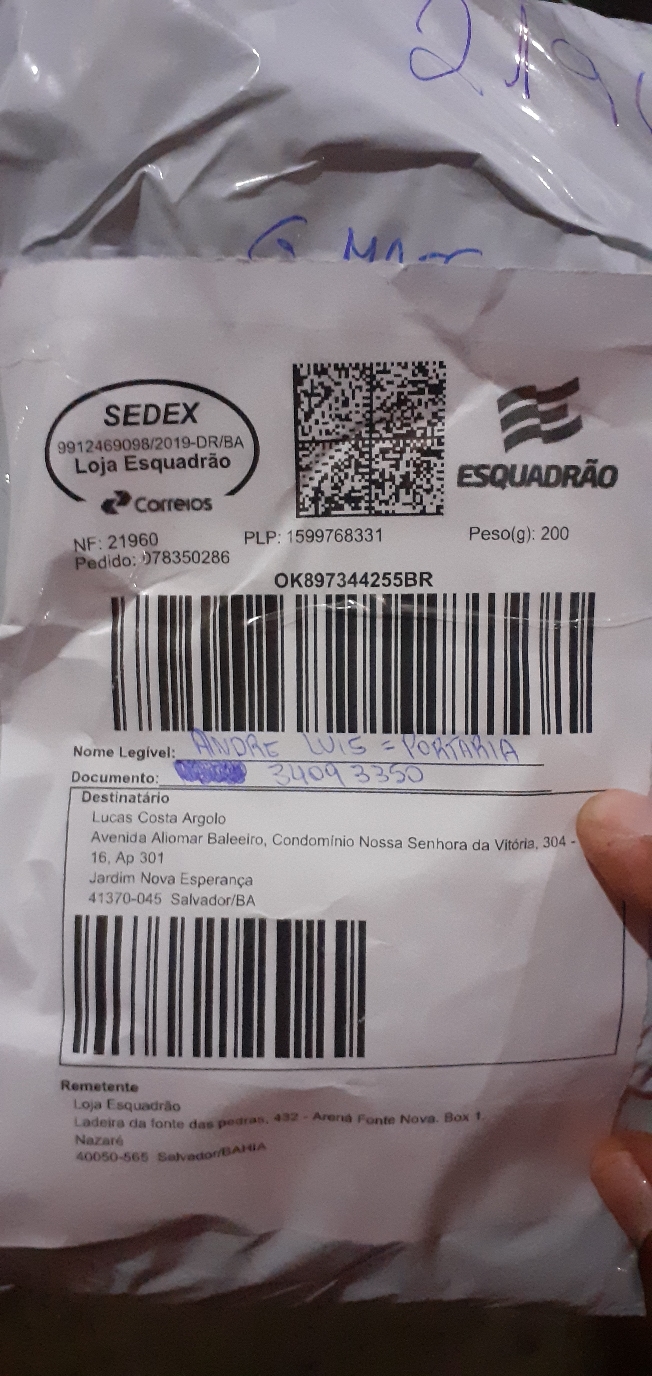 219
SEDEX
9912469098/2019-DR/BA
Loja Esquadrão
Correios
ESQUADRÃO
NF: 21960
PLP: 1599768331
Peso(g): 200
Pedido: 078350286
OK897344255BR
Nome Legível: ANDRE LUIS = PORTARIA
Documento: 34093350
Destinatário
Lucas Costa Argolo
Avenida Aliomar Baleeiro, Condomínio Nossa Senhora da Vitória, 304 -
16, Ap 301
Jardim Nova Esperança
41370-045 Salvador/BA
Remetente
Loja Esquadrão
Ladeira da fonte das pedras, 432 - Arena Fonte Nova. Box 1,
Nazaré
40050-565 Salvador/BAHIA